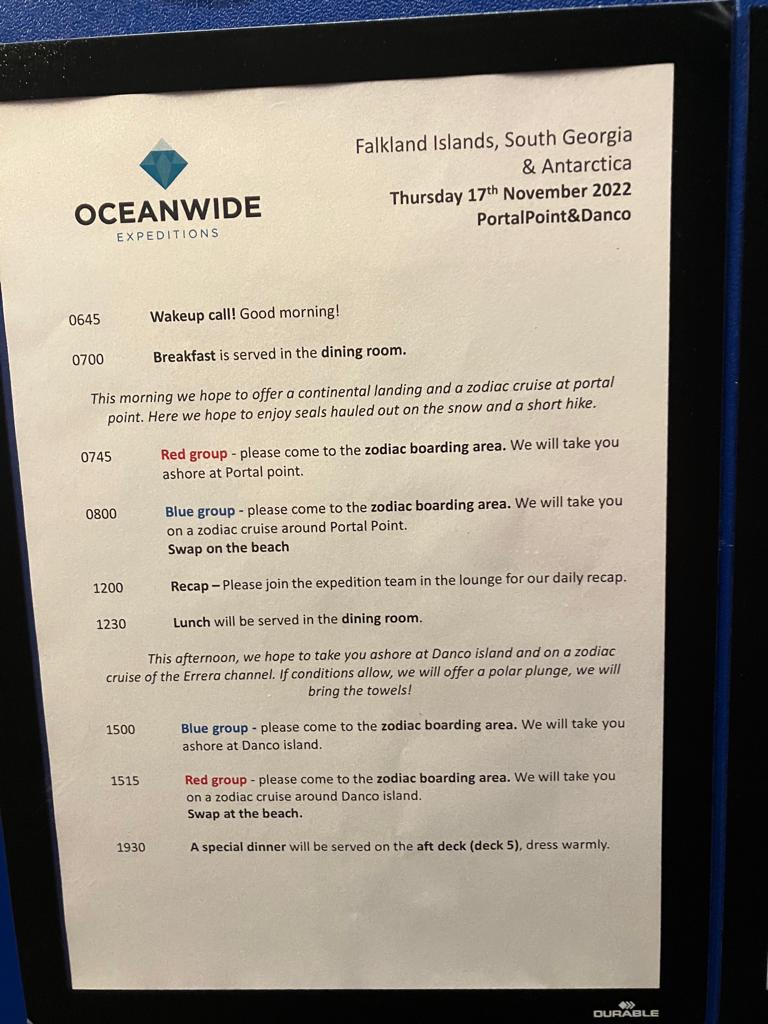 OCEANWIDE
EXPEDITIONS
Falkland Islands, South Georgia
& Antarctica
Thursday 17th November 2022
PortalPoint&Danco
0645 Wakeup call! Good morning!
0700 Breakfast is served in the dining room.
This morning we hope to offer a continental landing and a zodiac cruise at portal
point. Here we hope to enjoy seals hauled out on the snow and a short hike.
0745 Red group - please come to the zodiac boarding area. We will take you
ashore at Portal point.
0800 Blue group - please come to the zodiac boarding area. We will take you
on a zodiac cruise around Portal Point.
Swap on the beach
1200 Recap – Please join the expedition team in the lounge for our daily recap.
1230 Lunch will be served in the dining room.
This afternoon, we hope to take you ashore at Danco island and on a zodiac
cruise of the Errera channel. If conditions allow, we will offer a polar plunge, we will
bring the towels!
1500 Blue group - please come to the zodiac boarding area. We will take you
ashore at Danco island.
1515 Red group - please come to the zodiac boarding area. We will take you
on a zodiac cruise around Danco island.
Swap at the beach.
1930 A special dinner will be served on the aft deck (deck 5), dress warmly.
DURABLE